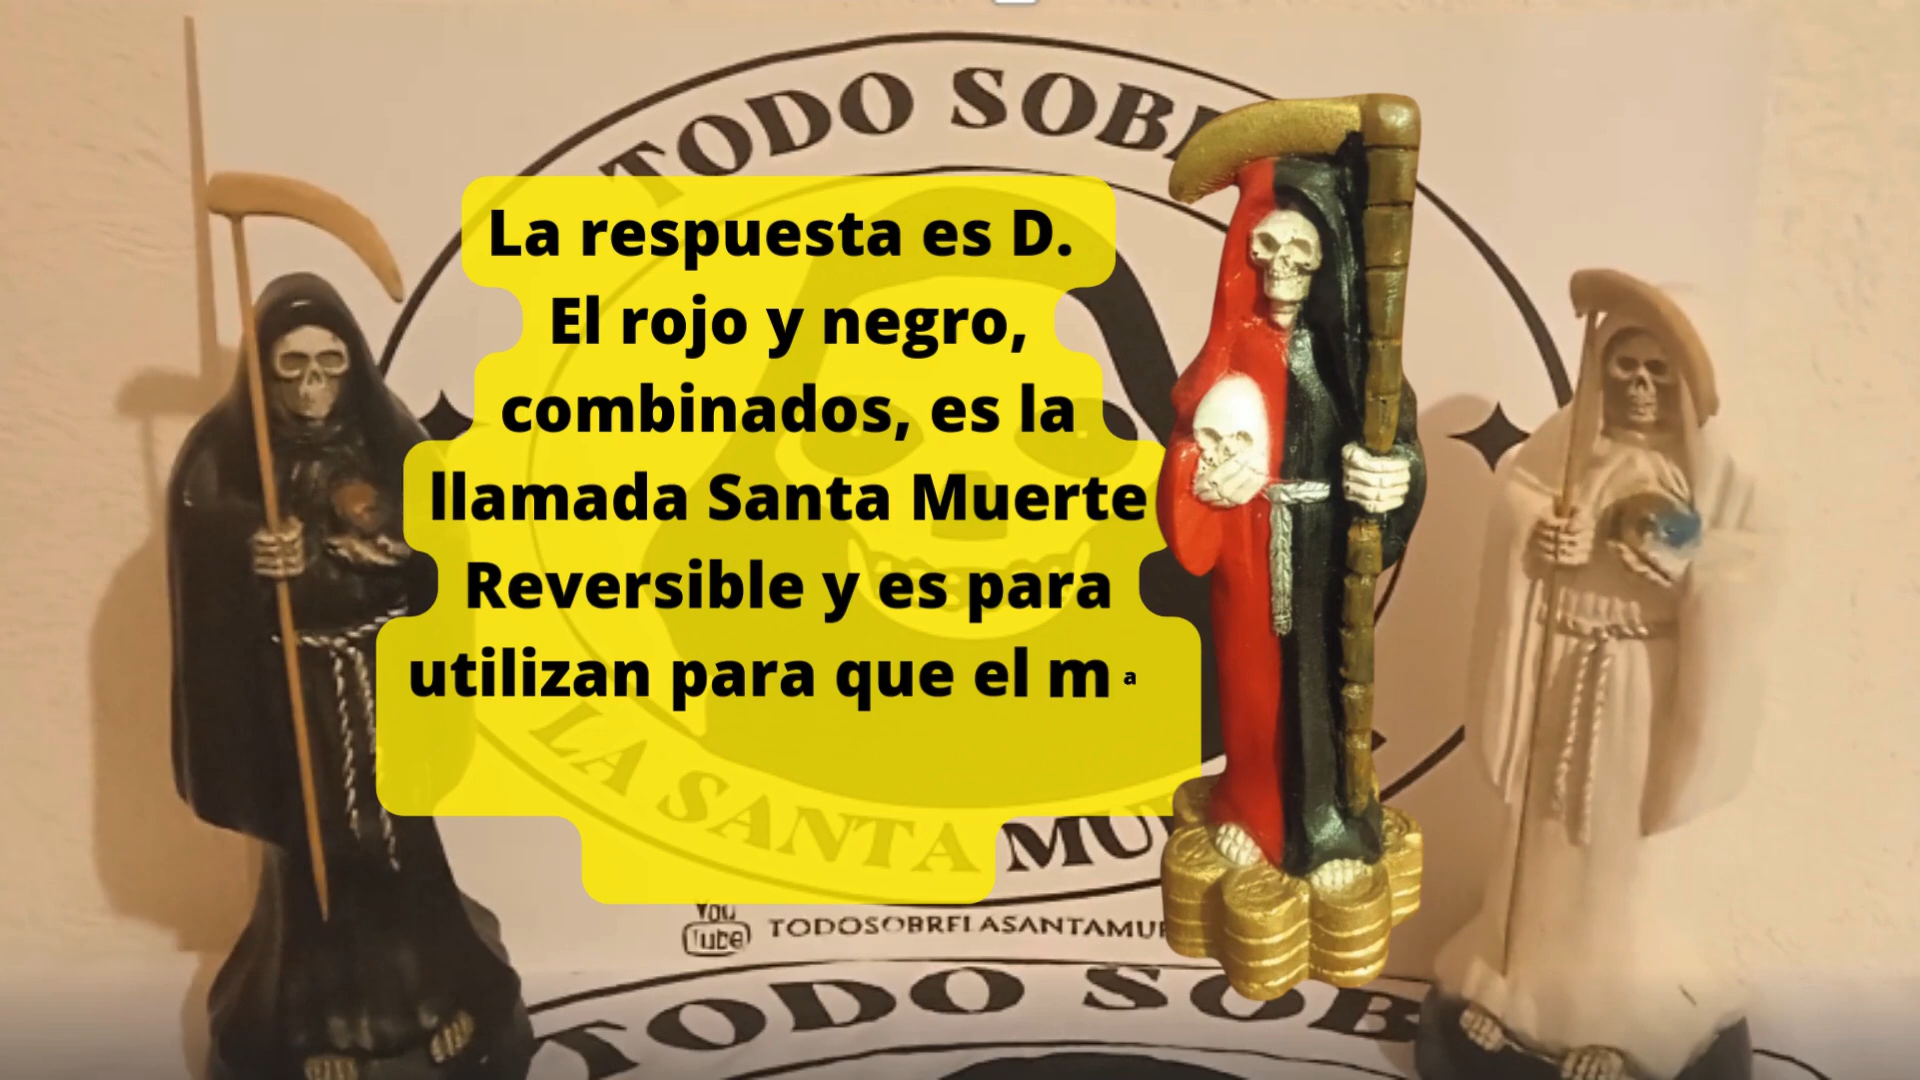 TODO SOB
La respuesta es D.
El rojo y negro,
combinados, es la
llamada Santa Muerte
Reversible y es para
utilizan para que el m a
LA SANTA MU
You
Tube TODOSOBRELASANTAMU
TODO SOB